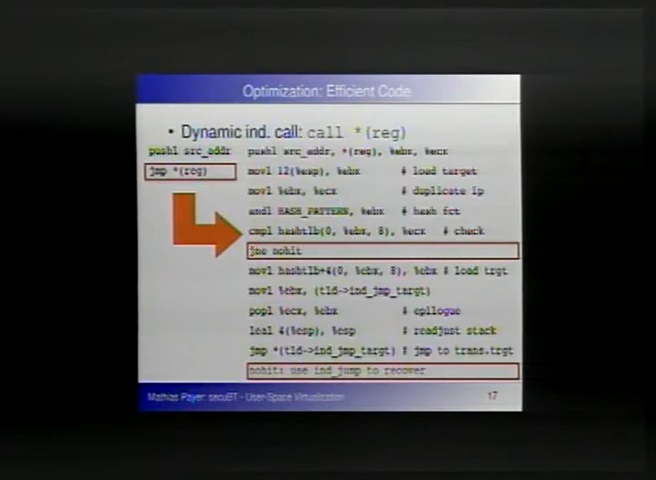 Optimization: Efficient Code
• Dynamic ind. call: call *(reg)
pushl src_addr
jmp *(reg)
pushl src_addr, *(reg), %ebx, %ecx
movl 12(%esp), %ebx # load target
movl %ebx, %ecx # duplicate ip
andl HASH_PATTERN, %ebx # hash fct
cmpl hashtlb(0, %ebx, 8), %ecx # check
jne nohit
movl hashtlb+4(0, %ebx, 8), %ebx # load trgt
movl %ebx, (tld->ind_jmp_targt)
popl %ecx, %ebx # epilogue
leal 4(%esp), %esp # readjust stack
jmp *(tld->ind_jmp_targt) # jmp to trans.trgt
nohit: use ind_jump to recover
Mathias Payer: secuBT - User-Space Virtualization
17